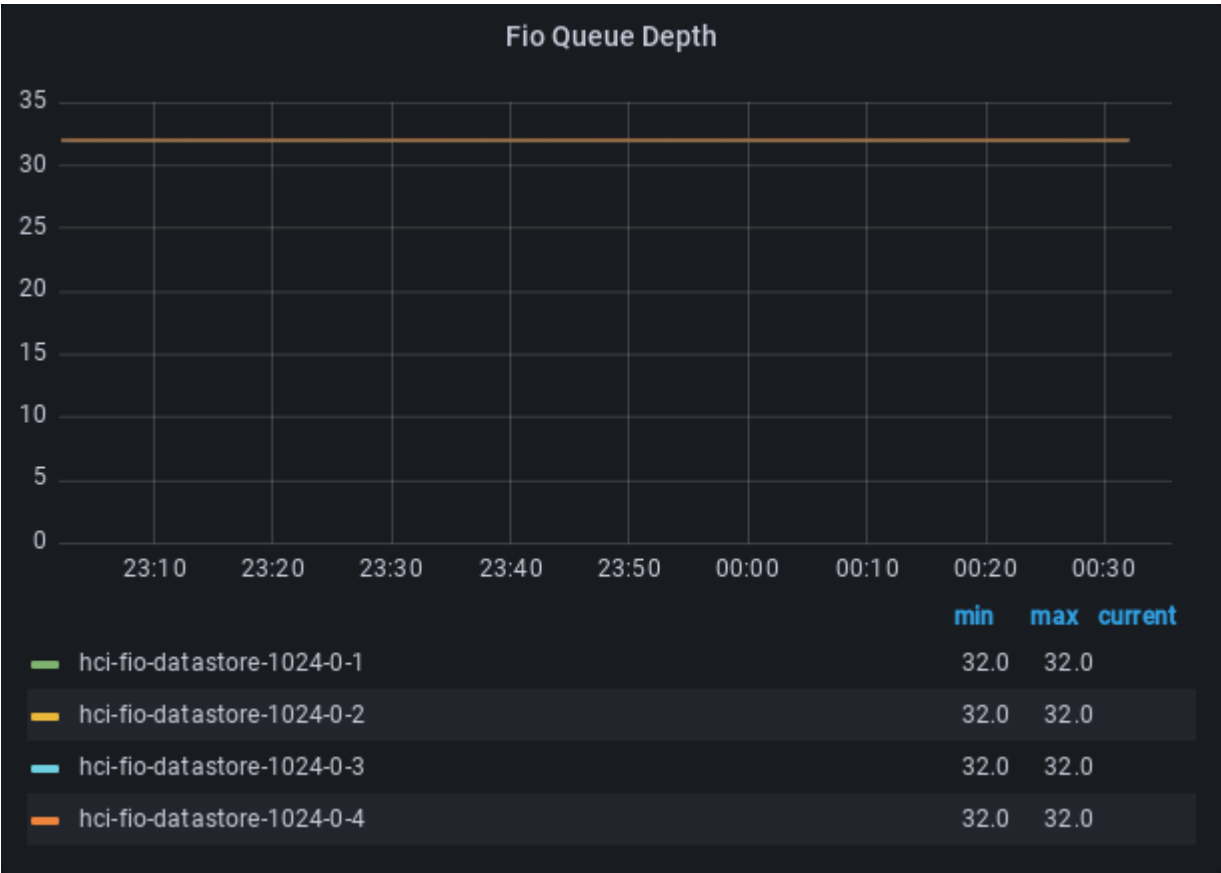 Fio Queue Depth
35
30
25
20
15
10
5
0
23:10 23:20 23:30 23:40 23:50 00:00 00:10 00:20 00:30
min max current
hci-fio-datastore-1024-0-1 32.0 32.0
hci-fio-datastore-1024-0-2 32.0 32.0
hci-fio-datastore-1024-0-3 32.0 32.0
hci-fio-datastore-1024-0-4 32.0 32.0